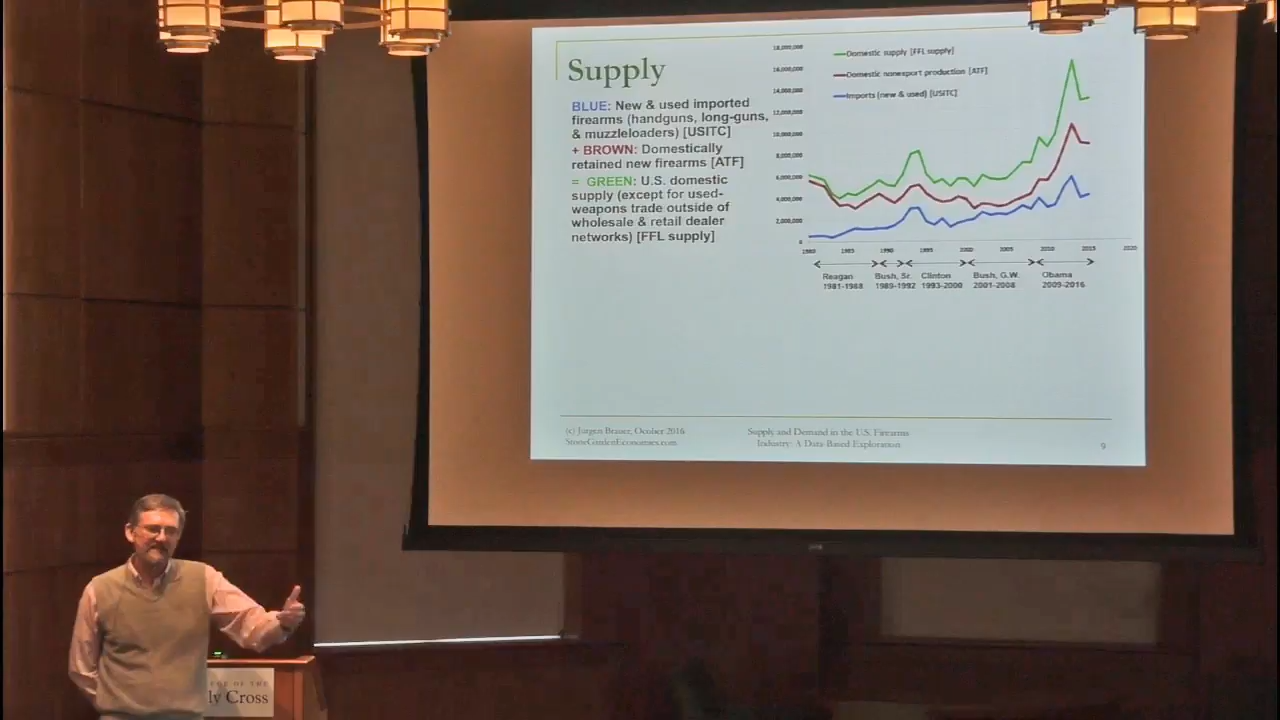 Supply
BLUE: New & used imported
firearms (handguns, long-guns,
& muzzleloaders) [USITC]
+ BROWN: Domestically
retained new firearms [ATF]
= GREEN: U.S. domestic
supply (except for used-
weapons trade outside of
wholesale & retail dealer
networks) [FFL supply]
18,000,000
16,000,000
14,000,000
12,000,000
10,000,000
8,000,000
6,000,000
4,000,000
2,000,000
0
Domestic supply [FFL supply]
Domestic nonexport production [ATF]
Imports (new & used) [USITC]
1980 1985 1990 1995 2000 2005 2010 2015 2020
Reagan Bush, Sr. Clinton Bush, G.W. Obama
1981-1988 1989-1992 1993-2000 2001-2008 2009-2016
(c) Jurgen Brauer, Ocober 2016
StoneGardenEconomics.com
Supply and Demand in the U.S. Firearms
Industry: A Data-Based Exploration
9
GE OF THE
ly Cross